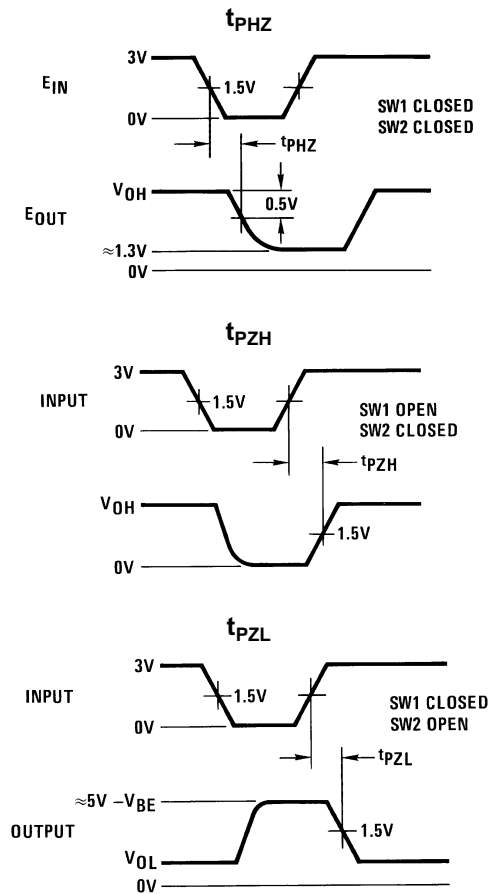 tPHZ
3V
EIN
1.5V
SW1 CLOSED
SW2 CLOSED
0V
tPHZ
VOH
0.5V
EOUT
≈1.3V
0V
tPZH
3V
INPUT
1.5V
SW1 OPEN
SW2 CLOSED
0V
tPZH
VOH
1.5V
0V
tPZL
3V
INPUT
1.5V
SW1 CLOSED
SW2 OPEN
0V
tPZL
≈5V –VBE
OUTPUT
1.5V
VOL
0V